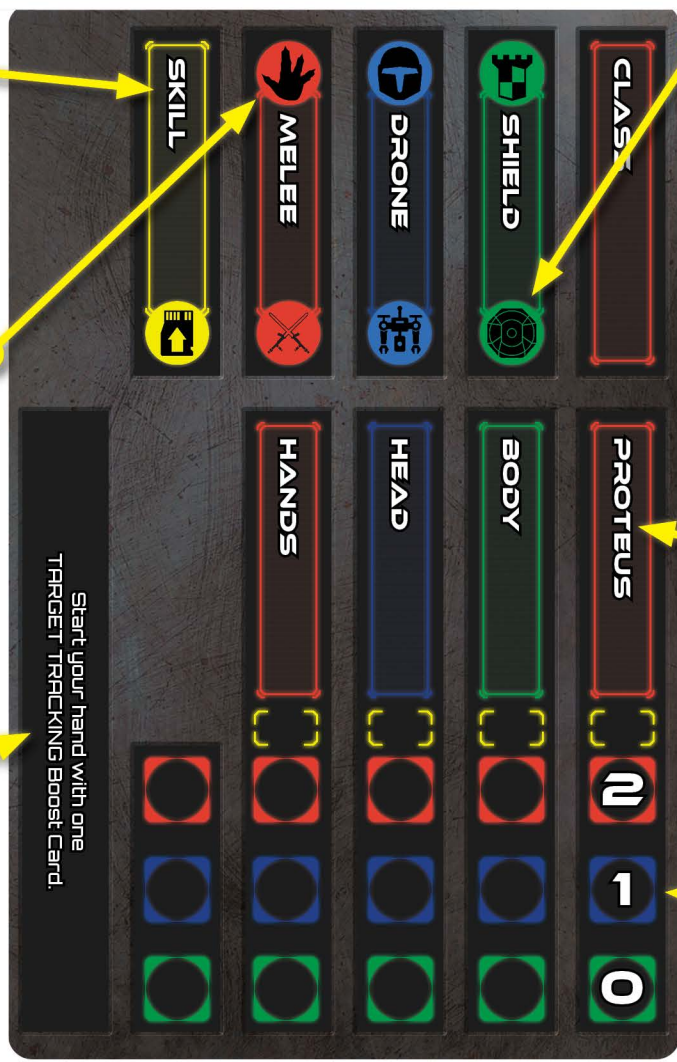 CLASS PROTEUS 2 1 0
SHIELD BODY
DRONE HEAD
MELEE HANDS
SKILL
Start your hand with one
TARGET TRACKING Boost Card.